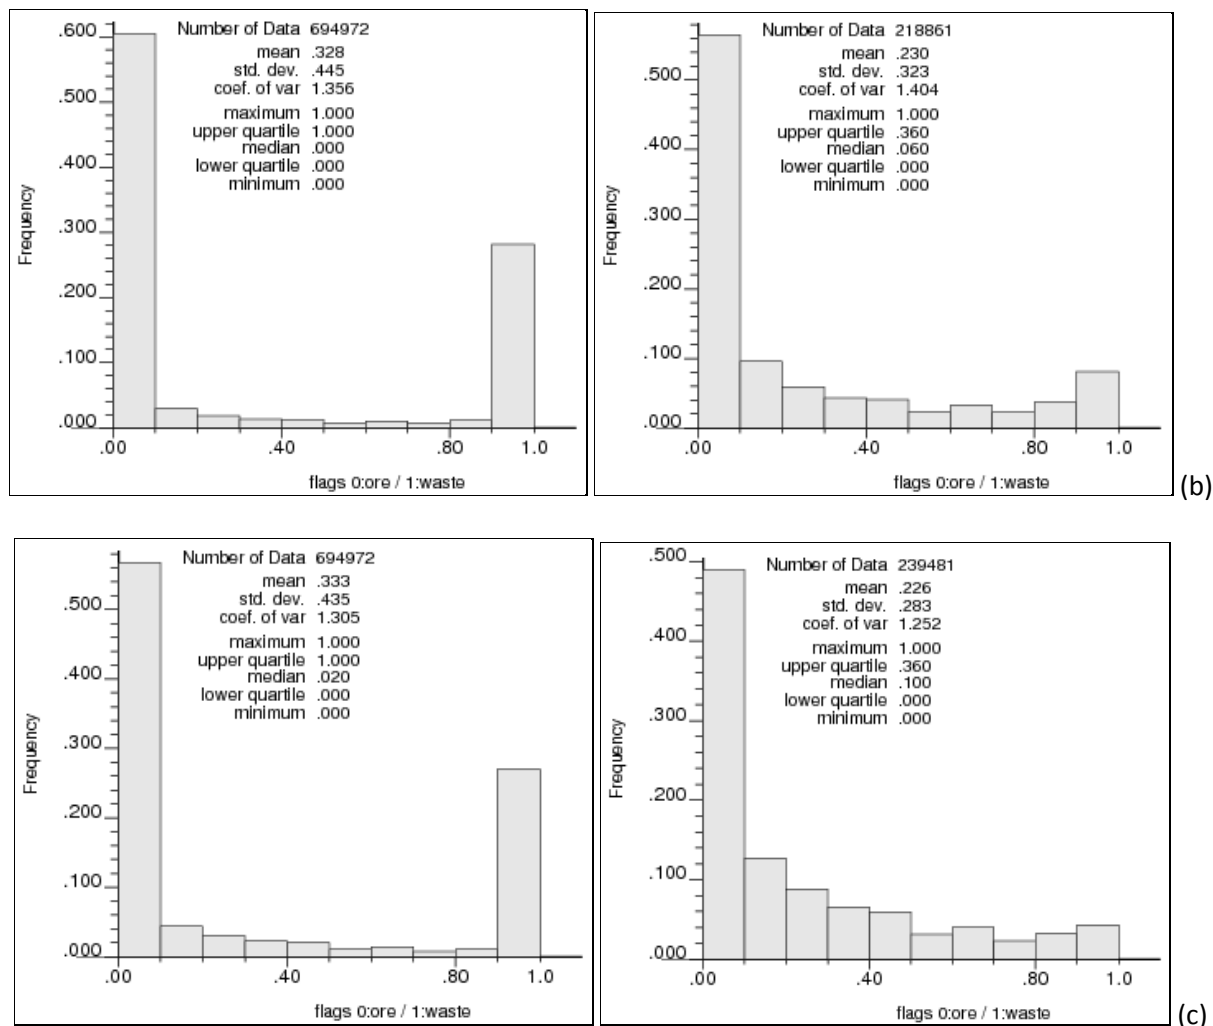 Number of Data 694972
mean .328
std. dev. .445
coef. of var 1.356
maximum 1.000
upper quartile 1.000
median .000
lower quartile .000
minimum .000
Frequency
.600
.500
.400
.300
.200
.100
.000
.00 .40 .80 1.0
flags 0:ore / 1:waste
Number of Data 218861
mean .230
std. dev. .323
coef. of var 1.404
maximum 1.000
upper quartile .360
median .060
lower quartile .000
minimum .000
Frequency
.500
.400
.300
.200
.100
.000
.00 .40 .80 1.0
flags 0:ore / 1:waste
(b)
Number of Data 694972
mean .333
std. dev. .435
coef. of var 1.305
maximum 1.000
upper quartile 1.000
median .020
lower quartile .000
minimum .000
Frequency
.500
.400
.300
.200
.100
.000
.00 .40 .80 1.0
flags 0:ore / 1:waste
Number of Data 239481
mean .226
std. dev. .283
coef. of var 1.252
maximum 1.000
upper quartile .360
median .100
lower quartile .000
minimum .000
Frequency
.500
.400
.300
.200
.100
.000
.00 .40 .80 1.0
flags 0:ore / 1:waste
(c)